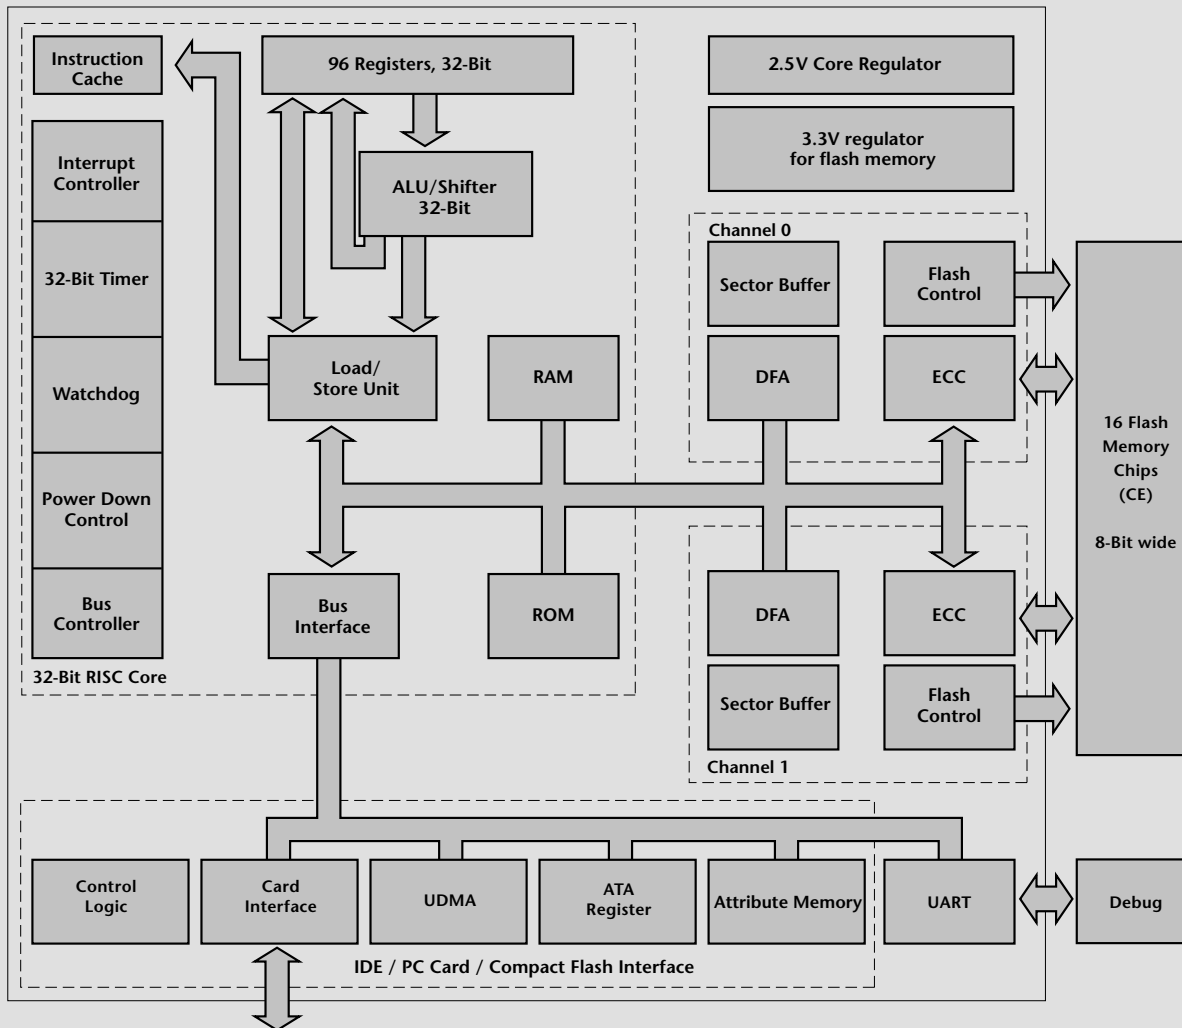 Instruction
Cache
96 Registers, 32-Bit
2.5V Core Regulator
3.3V regulator
for flash memory
Interrupt
Controller
ALU/Shifter
32-Bit
32-Bit Timer
Watchdog
Power Down
Control
Bus
Controller
Load/
Store Unit
RAM
Bus
Interface
ROM
32-Bit RISC Core
Channel 0
Sector Buffer
Flash
Control
DFA
ECC
DFA
ECC
Sector Buffer
Flash
Control
Channel 1
16 Flash
Memory
Chips
(CE)
8-Bit wide
Control
Logic
Card
Interface
UDMA
ATA
Register
Attribute Memory
UART
Debug
IDE / PC Card / Compact Flash Interface